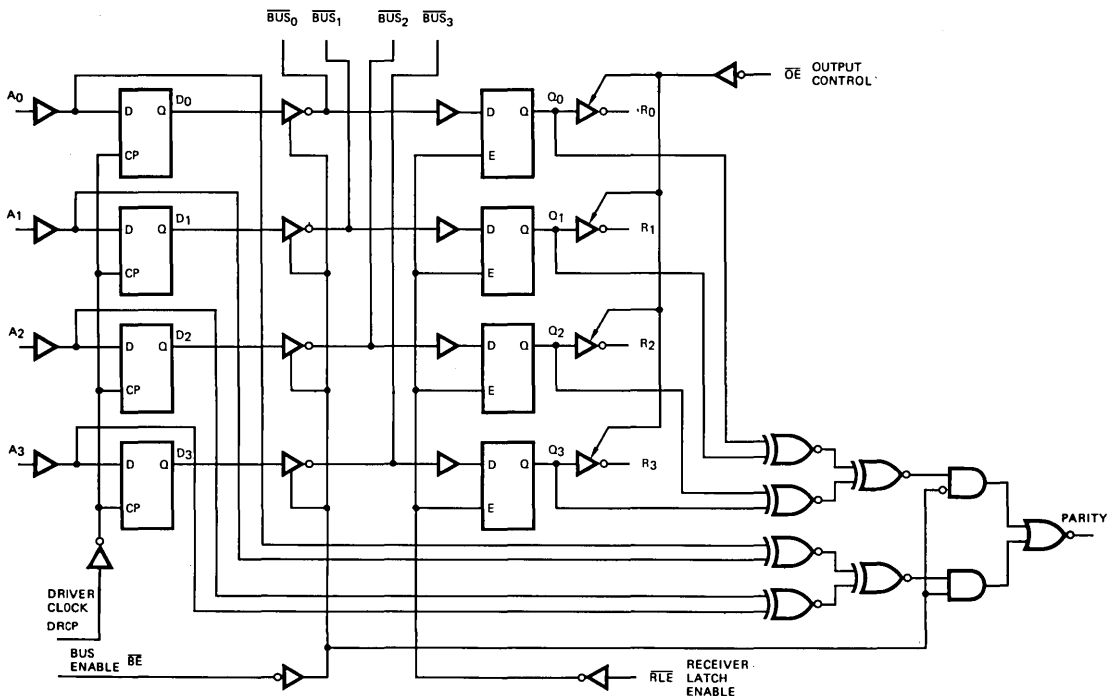 BUS0 BUS1 BUS2 BUS3
OE OUTPUT
CONTROL
A0
D Q
D0
CP
D Q
E
Q0
R0
A1
D Q
D1
CP
D Q
E
Q1
R1
A2
D Q
D2
CP
D Q
E
Q2
R2
A3
D Q
D3
CP
D Q
E
Q3
R3
PARITY
DRIVER
CLOCK
DRCP
BUS
ENABLE BE
RLE RECEIVER
LATCH
ENABLE